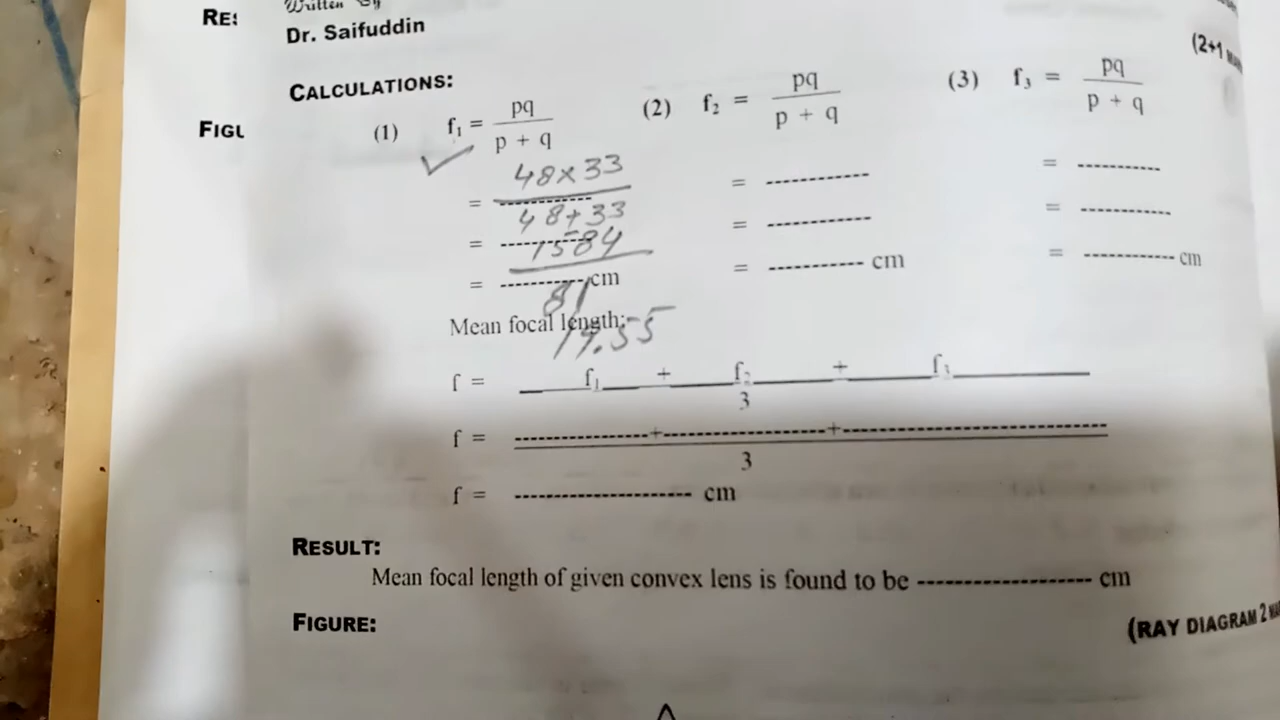 Written By
RES
Dr. Saifuddin
(2+1
CALCULATIONS:
FIGU
(1) f₁ = pq / p + q
(2) f₂ = pq / p + q
(3) f₃ = pq / p + q
= 48×33 / 48+33
= ----------
= ----------
= 1584 / 81
= ----------
= ----------
= ---------- cm
= ---------- cm
= ---------- cm
Mean focal length:
19.55
f = f₁ + f₂ + f₃ / 3
f = ----------+----------+---------- / 3
f = ---------- cm
RESULT:
Mean focal length of given convex lens is found to be ---------- cm
FIGURE:
(RAY DIAGRAM 2